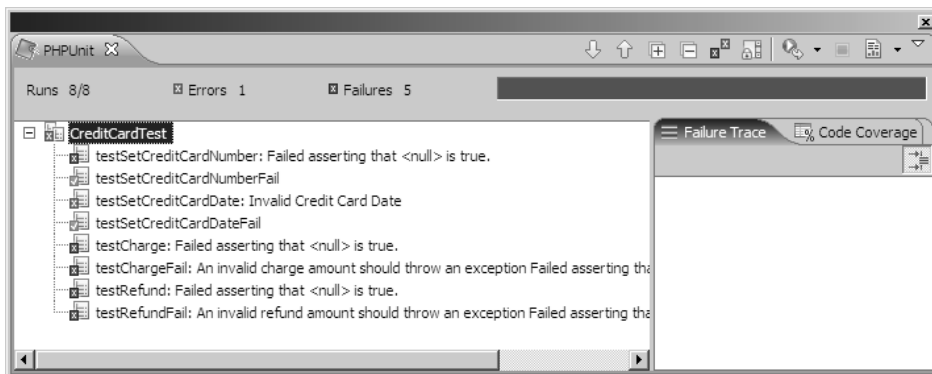 PHPUnit
Runs 8/8 Errors 1 Failures 5
CreditCardTest
testSetCreditCardNumber: Failed asserting that <null> is true.
testSetCreditCardNumberFail
testSetCreditCardDate: Invalid Credit Card Date
testSetCreditCardDateFail
testCharge: Failed asserting that <null> is true.
testChargeFail: An invalid charge amount should throw an exception Failed asserting tha
testRefund: Failed asserting that <null> is true.
testRefundFail: An invalid refund amount should throw an exception Failed asserting tha
Failure Trace Code Coverage